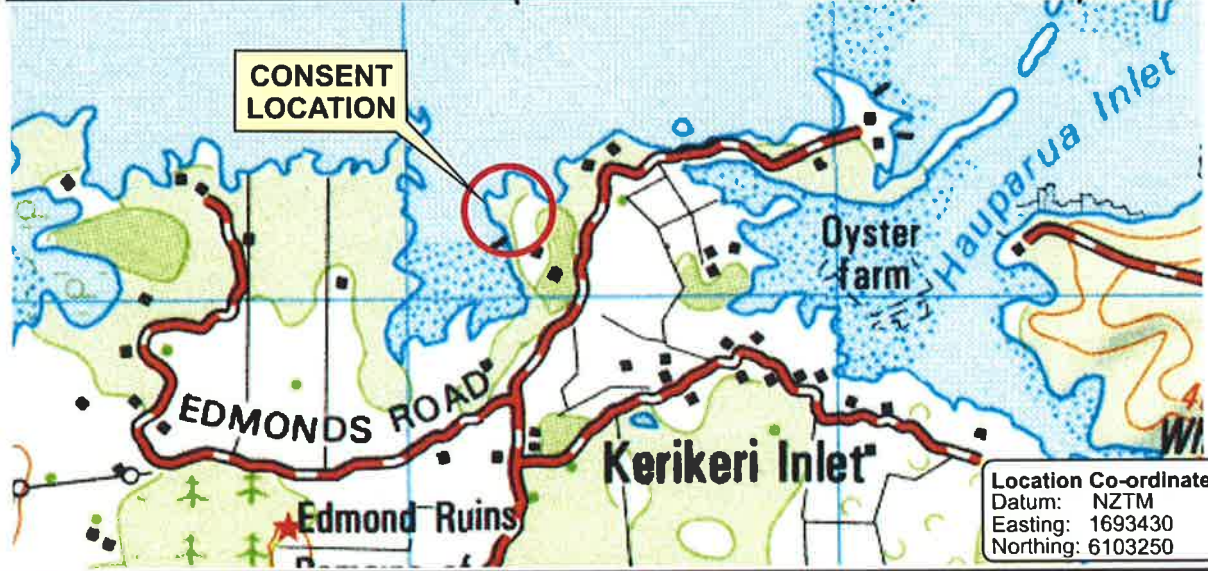 CONSENT
LOCATION
Hauparua Inlet
Oyster
farm
EDMONDS ROAD
Kerikeri Inlet
Edmond Ruins
Location Co-ordinate
Datum: NZTM
Easting: 1693430
Northing: 6103250